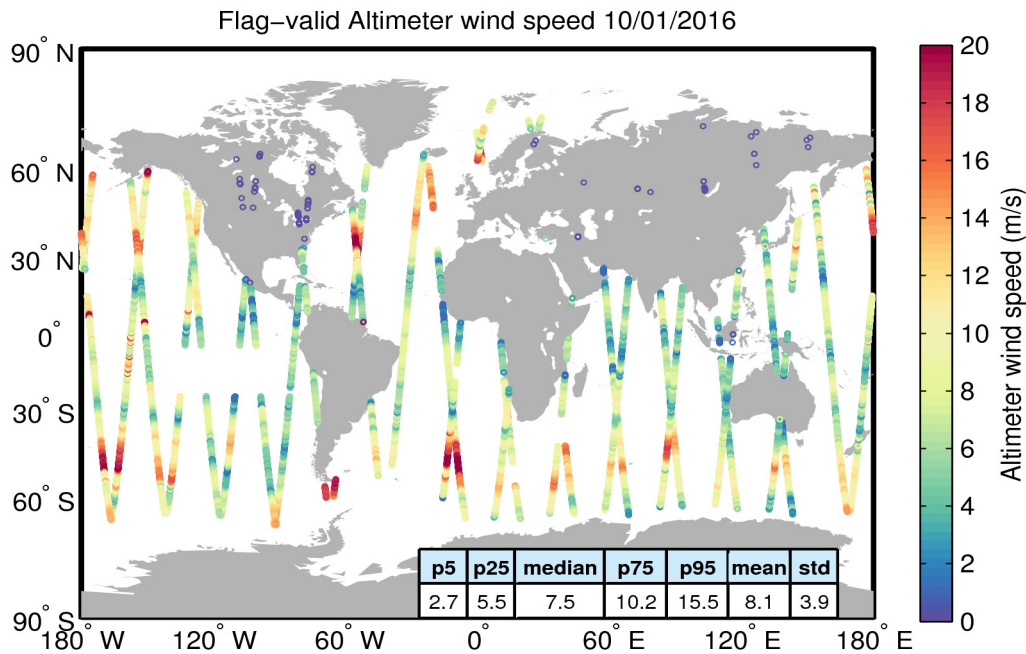 Flag−valid Altimeter wind speed 10/01/2016
90° N
60° N
30° N
0°
30° S
60° S
90° S
180° W
120° W
60° W
0°
60° E
120° E
180° E
p5 p25 median p75 p95 mean std
2.7 5.5 7.5 10.2 15.5 8.1 3.9
20
18
16
14
12
10
8
6
4
2
0
Altimeter wind speed (m/s)